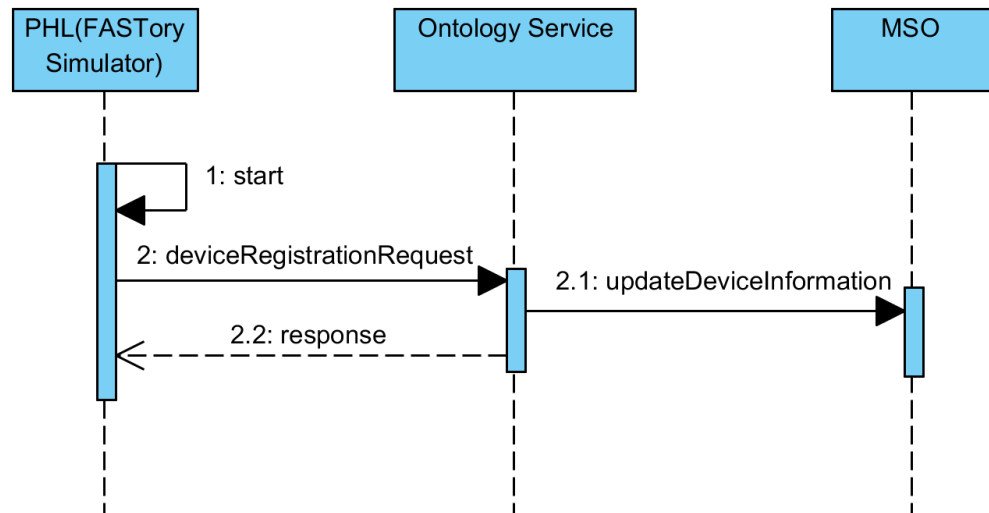 PHL(FASTory
Simulator)
Ontology Service
MSO
1: start
2: deviceRegistrationRequest
2.1: updateDeviceInformation
2.2: response